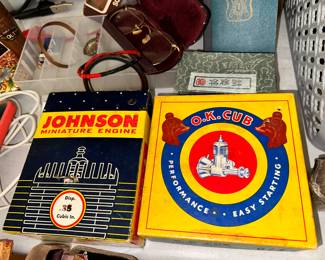 JOHNSON
MINIATURE ENGINE
Disp.
.35
Cubic In.
O.K. CUB
PERFORMANCE . . EASY STARTING